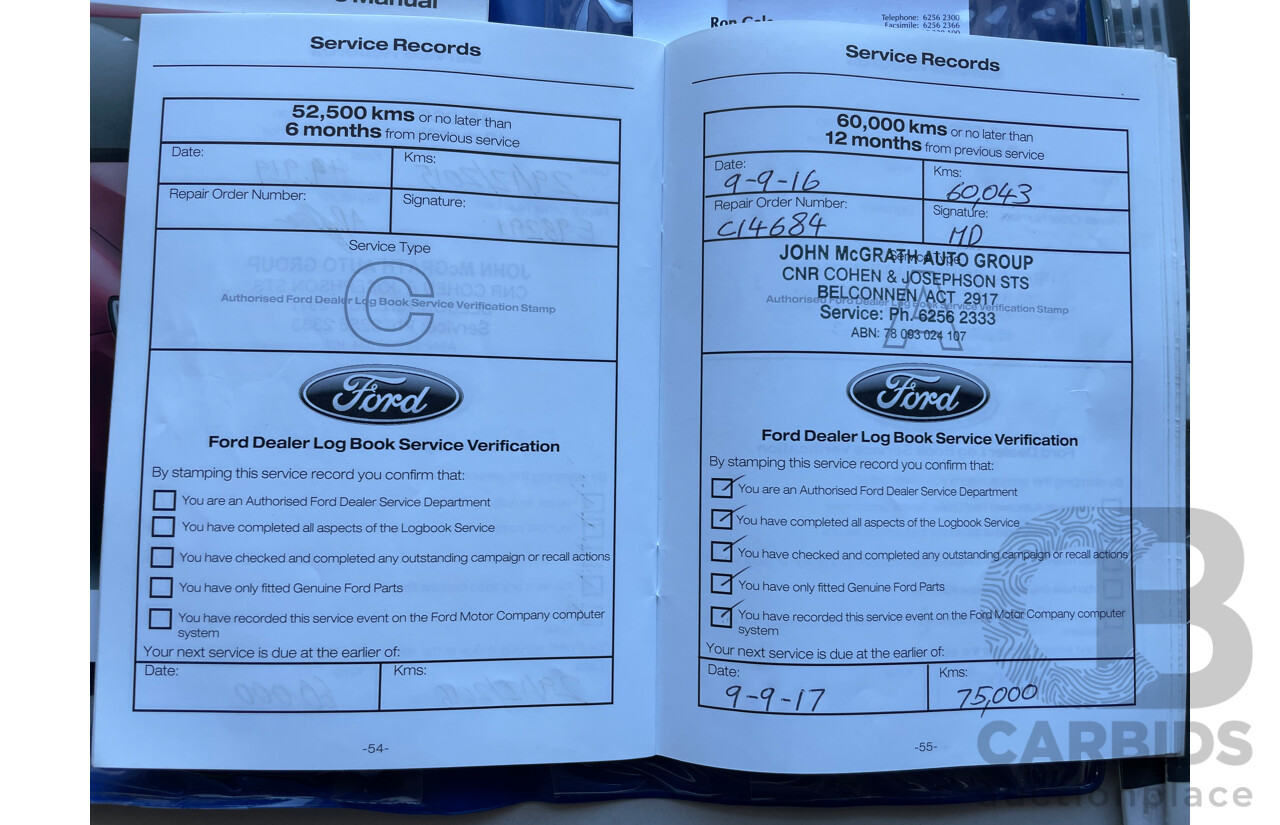 Manual
Telephone: 6256 2300
Facsimile: 6256 2366
Service Records
52,500 kms or no later than
6 months from previous service
Date:
Kms:
Repair Order Number:
Signature:
Service Type
C
Authorised Ford Dealer Log Book Service Verification Stamp
Ford
Ford Dealer Log Book Service Verification
By stamping this service record you confirm that:
You are an Authorised Ford Dealer Service Department
You have completed all aspects of the Logbook Service
You have checked and completed any outstanding campaign or recall actions
You have only fitted Genuine Ford Parts
You have recorded this service event on the Ford Motor Company computer
system
Your next service is due at the earlier of:
Date:
Kms:
-54-
Service Records
60,000 kms or no later than
12 months from previous service
Date:
9-9-16
Kms:
60,043
Repair Order Number:
C14684
Signature:
MD
Service Type
JOHN McGRATH AUTO GROUP
CNR COHEN & JOSEPHSON STS
BELCONNEN ACT 2917
Authorised Ford Dealer Log Book Service Verification Stamp
A
Service: Ph. 6256 2333
ABN: 78 093 024 107
Ford
Ford Dealer Log Book Service Verification
By stamping this service record you confirm that:
You are an Authorised Ford Dealer Service Department
You have completed all aspects of the Logbook Service
You have checked and completed any outstanding campaign or recall actions
You have only fitted Genuine Ford Parts
You have recorded this service event on the Ford Motor Company computer
system
Your next service is due at the earlier of:
Date:
9-9-17
Kms:
75,000
-55-
CARBIDS
auctionplace